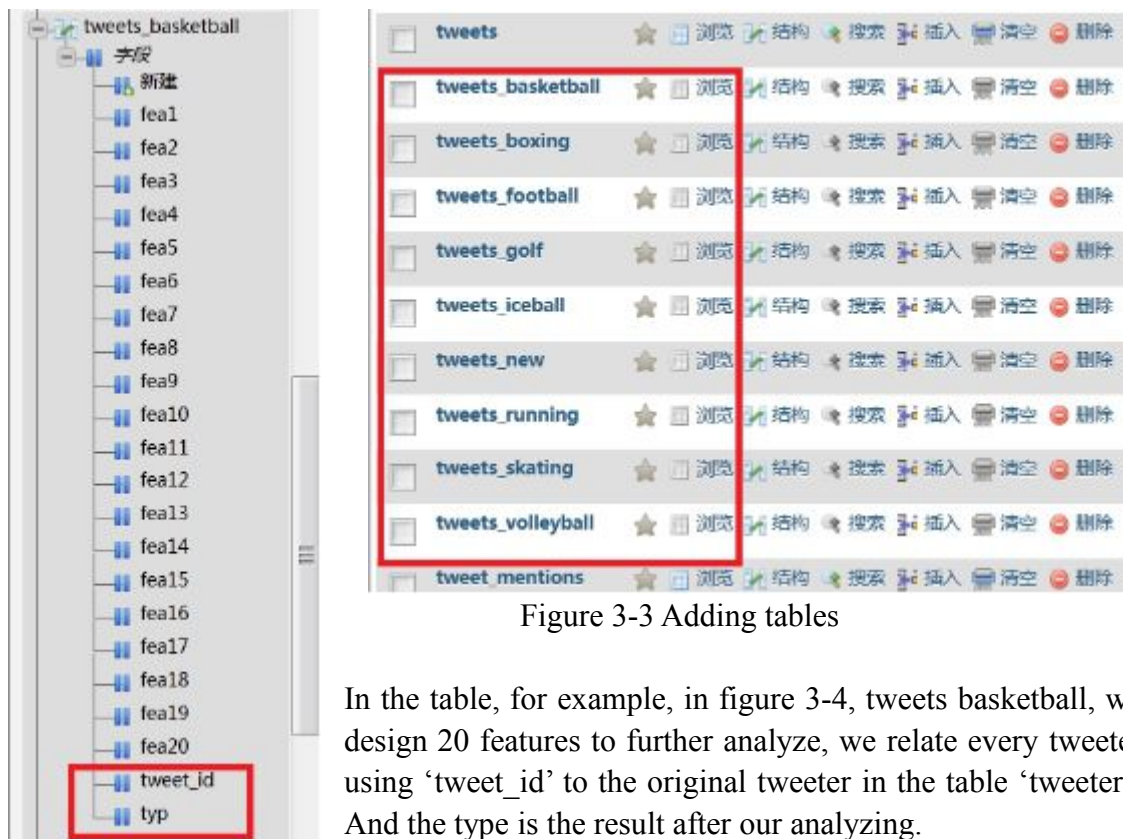 tweets_basketball
字段
新建
fea1
fea2
fea3
fea4
fea5
fea6
fea7
fea8
fea9
fea10
fea11
fea12
fea13
fea14
fea15
fea16
fea17
fea18
fea19
fea20
tweet_id
typ
tweets 浏览 结构 搜索 插入 清空 删除
tweets_basketball 浏览 结构 搜索 插入 清空 删除
tweets_boxing 浏览 结构 搜索 插入 清空 删除
tweets_football 浏览 结构 搜索 插入 清空 删除
tweets_golf 浏览 结构 搜索 插入 清空 删除
tweets_iceball 浏览 结构 搜索 插入 清空 删除
tweets_new 浏览 结构 搜索 插入 清空 删除
tweets_running 浏览 结构 搜索 插入 清空 删除
tweets_skating 浏览 结构 搜索 插入 清空 删除
tweets_volleyball 浏览 结构 搜索 插入 清空 删除
tweet_mentions 浏览 结构 搜索 插入 清空 删除
Figure 3-3 Adding tables
In the table, for example, in figure 3-4, tweets basketball, w
design 20 features to further analyze, we relate every tweete
using ‘tweet_id’ to the original tweeter in the table ‘tweeter
And the type is the result after our analyzing.